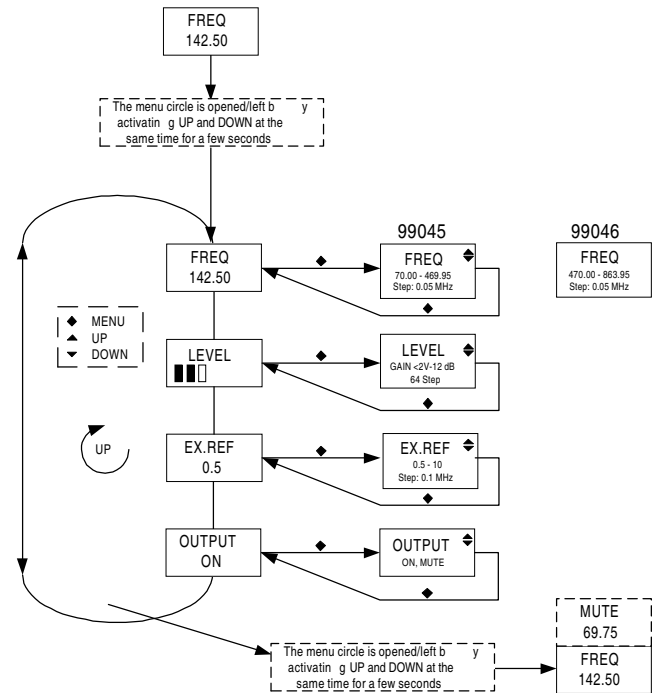 FREQ
142.50
The menu circle is opened/left b y
activatin g UP and DOWN at the
same time for a few seconds
99045
99046
FREQ
142.50
FREQ
70.00 - 469.95
Step: 0.05 MHz
FREQ
470.00 - 863.95
Step: 0.05 MHz
MENU
UP
DOWN
LEVEL
LEVEL
GAIN <2V-12 dB
64 Step
UP
EX.REF
0.5
EX.REF
0.5 - 10
Step: 0.1 MHz
OUTPUT
ON
OUTPUT
ON, MUTE
The menu circle is opened/left b y
activatin g UP and DOWN at the
same time for a few seconds
MUTE
69.75
FREQ
142.50